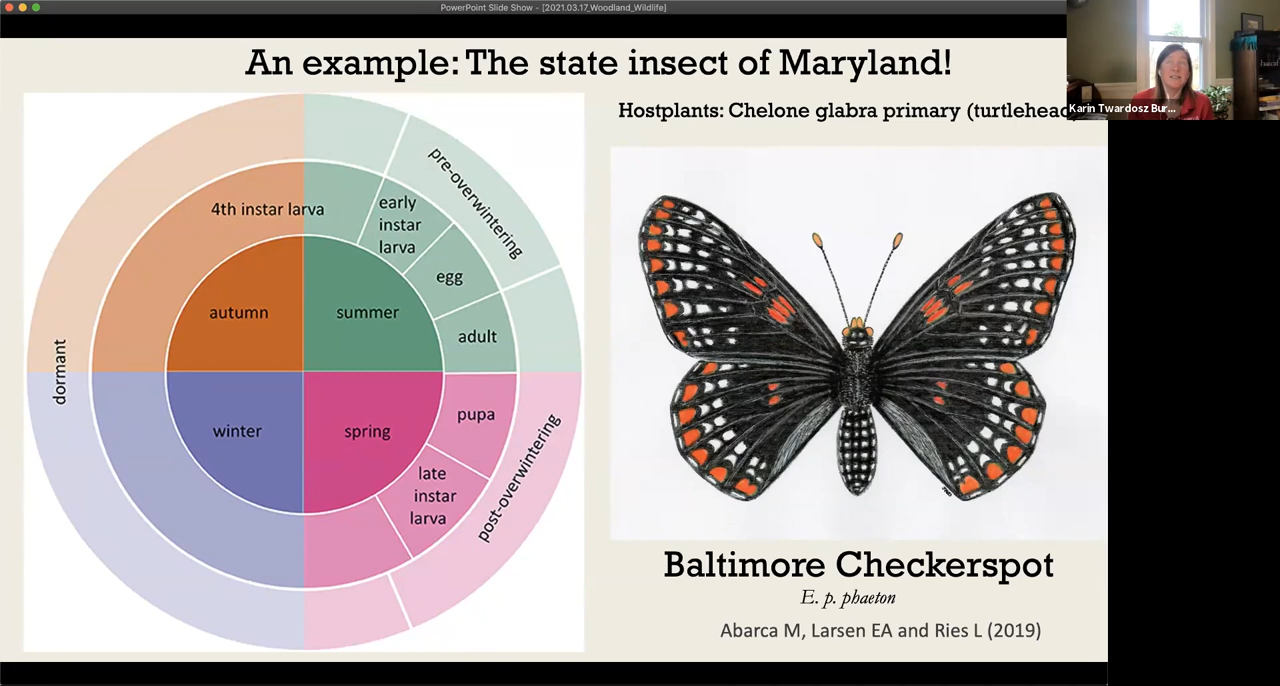 PowerPoint Slide Show - [2021.03.17_Woodland_Wildlife]
An example: The state insect of Maryland!
Hostplants: Chelone glabra primary (turtlehead)
Karin Twardosz Bur...
pre-overwintering
4th instar larva
early
instar
larva
egg
autumn
summer
adult
dormant
pupa
winter
spring
late
instar
larva
post-overwintering
Baltimore Checkerspot
E. p. phaeton
Abarca M, Larsen EA and Ries L (2019)